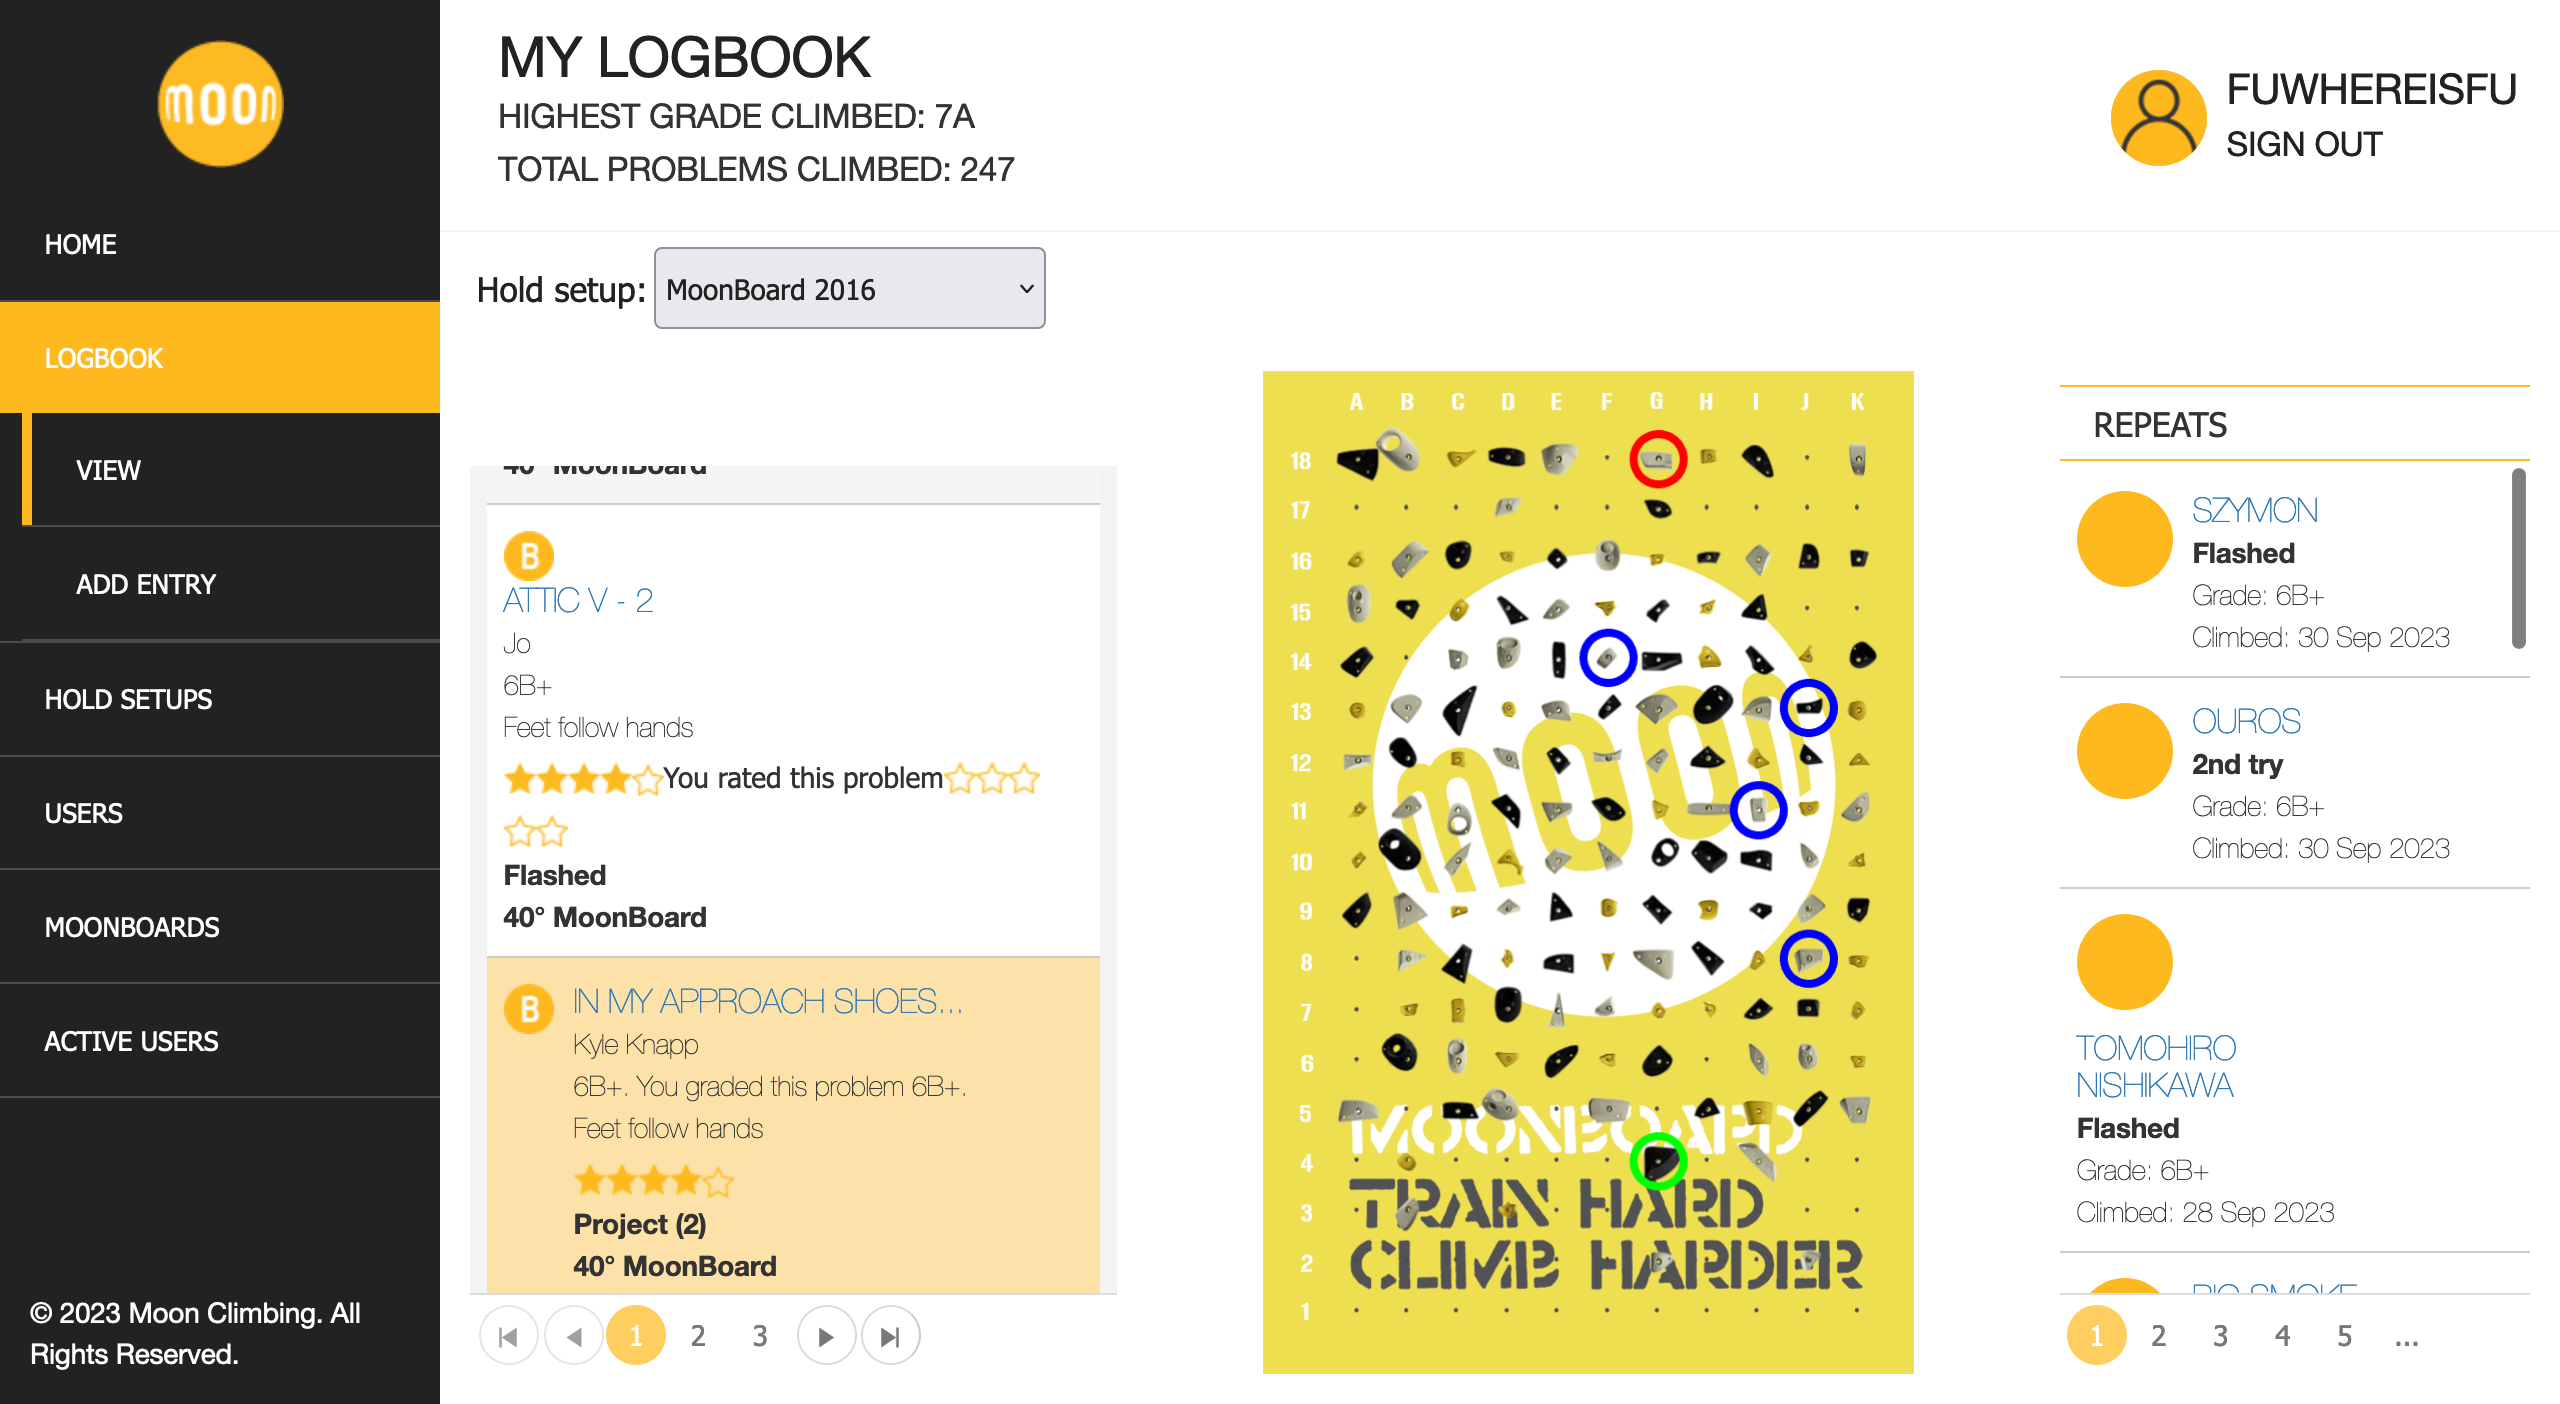 moon
HOME
LOGBOOK
VIEW
ADD ENTRY
HOLD SETUPS
USERS
MOONBOARDS
ACTIVE USERS
© 2023 Moon Climbing. All
Rights Reserved.
MY LOGBOOK
HIGHEST GRADE CLIMBED: 7A
TOTAL PROBLEMS CLIMBED: 247
FUWHEREISFU
SIGN OUT
Hold setup:
MoonBoard 2016
40° MoonBoard
B
ATTIC V - 2
Jo
6B+
Feet follow hands
You rated this problem
Flashed
40° MoonBoard
B
IN MY APPROACH SHOES...
Kyle Knapp
6B+. You graded this problem 6B+.
Feet follow hands
Project (2)
40° MoonBoard
1 2 3
A B C D E F G H I J K
18
17
16
15
14
13
12
11
10
9
8
7
6
5
4
3
2
1
moon
MOONBOARD
TRAIN HARD
CLIMB HARDER
REPEATS
SZYMON
Flashed
Grade: 6B+
Climbed: 30 Sep 2023
OUROS
2nd try
Grade: 6B+
Climbed: 30 Sep 2023
TOMOHIRO
NISHIKAWA
Flashed
Grade: 6B+
Climbed: 28 Sep 2023
BIG SMOKE
1 2 3 4 5 ...